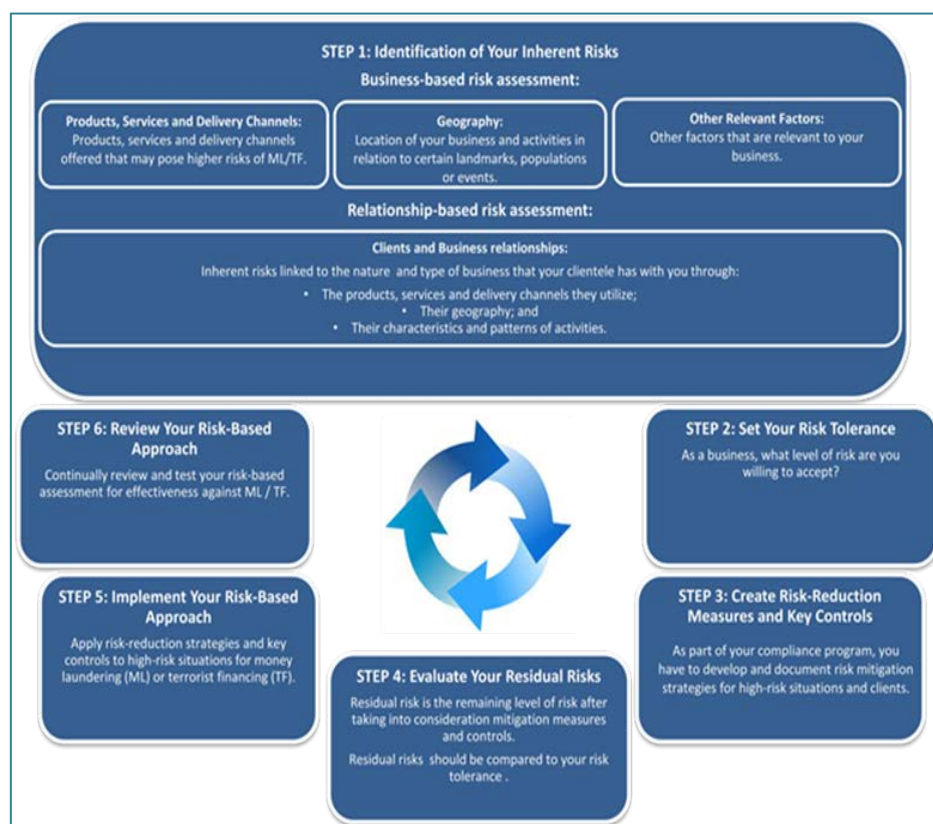 STEP 1: Identification of Your Inherent Risks
Business-based risk assessment:
Products, Services and Delivery Channels:
Products, services and delivery channels
offered that may pose higher risks of ML/TF.
Geography:
Location of your business and activities in
relation to certain landmarks, populations
or events.
Other Relevant Factors:
Other factors that are relevant to your
business.
Relationship-based risk assessment:
Clients and Business relationships:
Inherent risks linked to the nature and type of business that your clientele has with you through:
• The products, services and delivery channels they utilize;
• Their geography; and
• Their characteristics and patterns of activities.
STEP 2: Set Your Risk Tolerance
As a business, what level of risk are you
willing to accept?
STEP 3: Create Risk-Reduction
Measures and Key Controls
As part of your compliance program, you
have to develop and document risk mitigation
strategies for high-risk situations and clients.
STEP 4: Evaluate Your Residual Risks
Residual risk is the remaining level of risk after
taking into consideration mitigation measures
and controls.
Residual risks should be compared to your risk
tolerance .
STEP 5: Implement Your Risk-Based
Approach
Apply risk-reduction strategies and key
controls to high-risk situations for money
laundering (ML) or terrorist financing (TF).
STEP 6: Review Your Risk-Based
Approach
Continually review and test your risk-based
assessment for effectiveness against ML / TF.